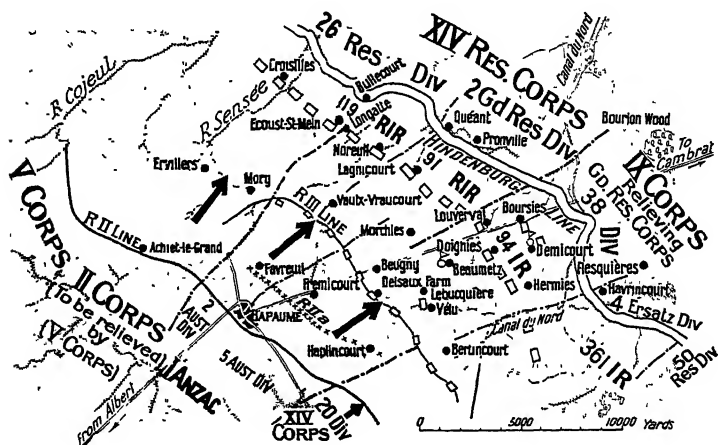 26 Res. Div
XIV RES. CORPS
2 Gd Res Div
Canal du Nord
R. Cojeul
R. Sensée
Croisilles
Bullecourt
119 RIR
Longatte
Ecoust-St-Mein
Quéant
Pronville
Bourlon Wood
To Cambrai
Noreuil
Lagnicourt
91 RIR
HINDENBURG LINE
IX CORPS
Relieving
Gd. RES. CORPS
38 DIV
Ervillers
Mory
V CORPS
R II LINE
R III LINE
Vaux-Vraucourt
Louverval
Boursies
Morchies
Doignies
94 IR
Demicourt
Flesquières
Achiet-le-Grand
Favreuil
Beugny
Beaumetz
Delsaux Farm
Lebucquière
Vélu
Hermies
Havrincourt
4 Ersatz Div
II CORPS
(To be relieved
by
V CORPS)
2 AUST DIV
Frémicourt
R II a
BAPAUME
I ANZAC
5 AUST DIV
Haplincourt
Bertincourt
Canal du Nord
361 IR
50 Res Div
From Albert
XIV CORPS
20 DIV
0 5000 10000 Yards